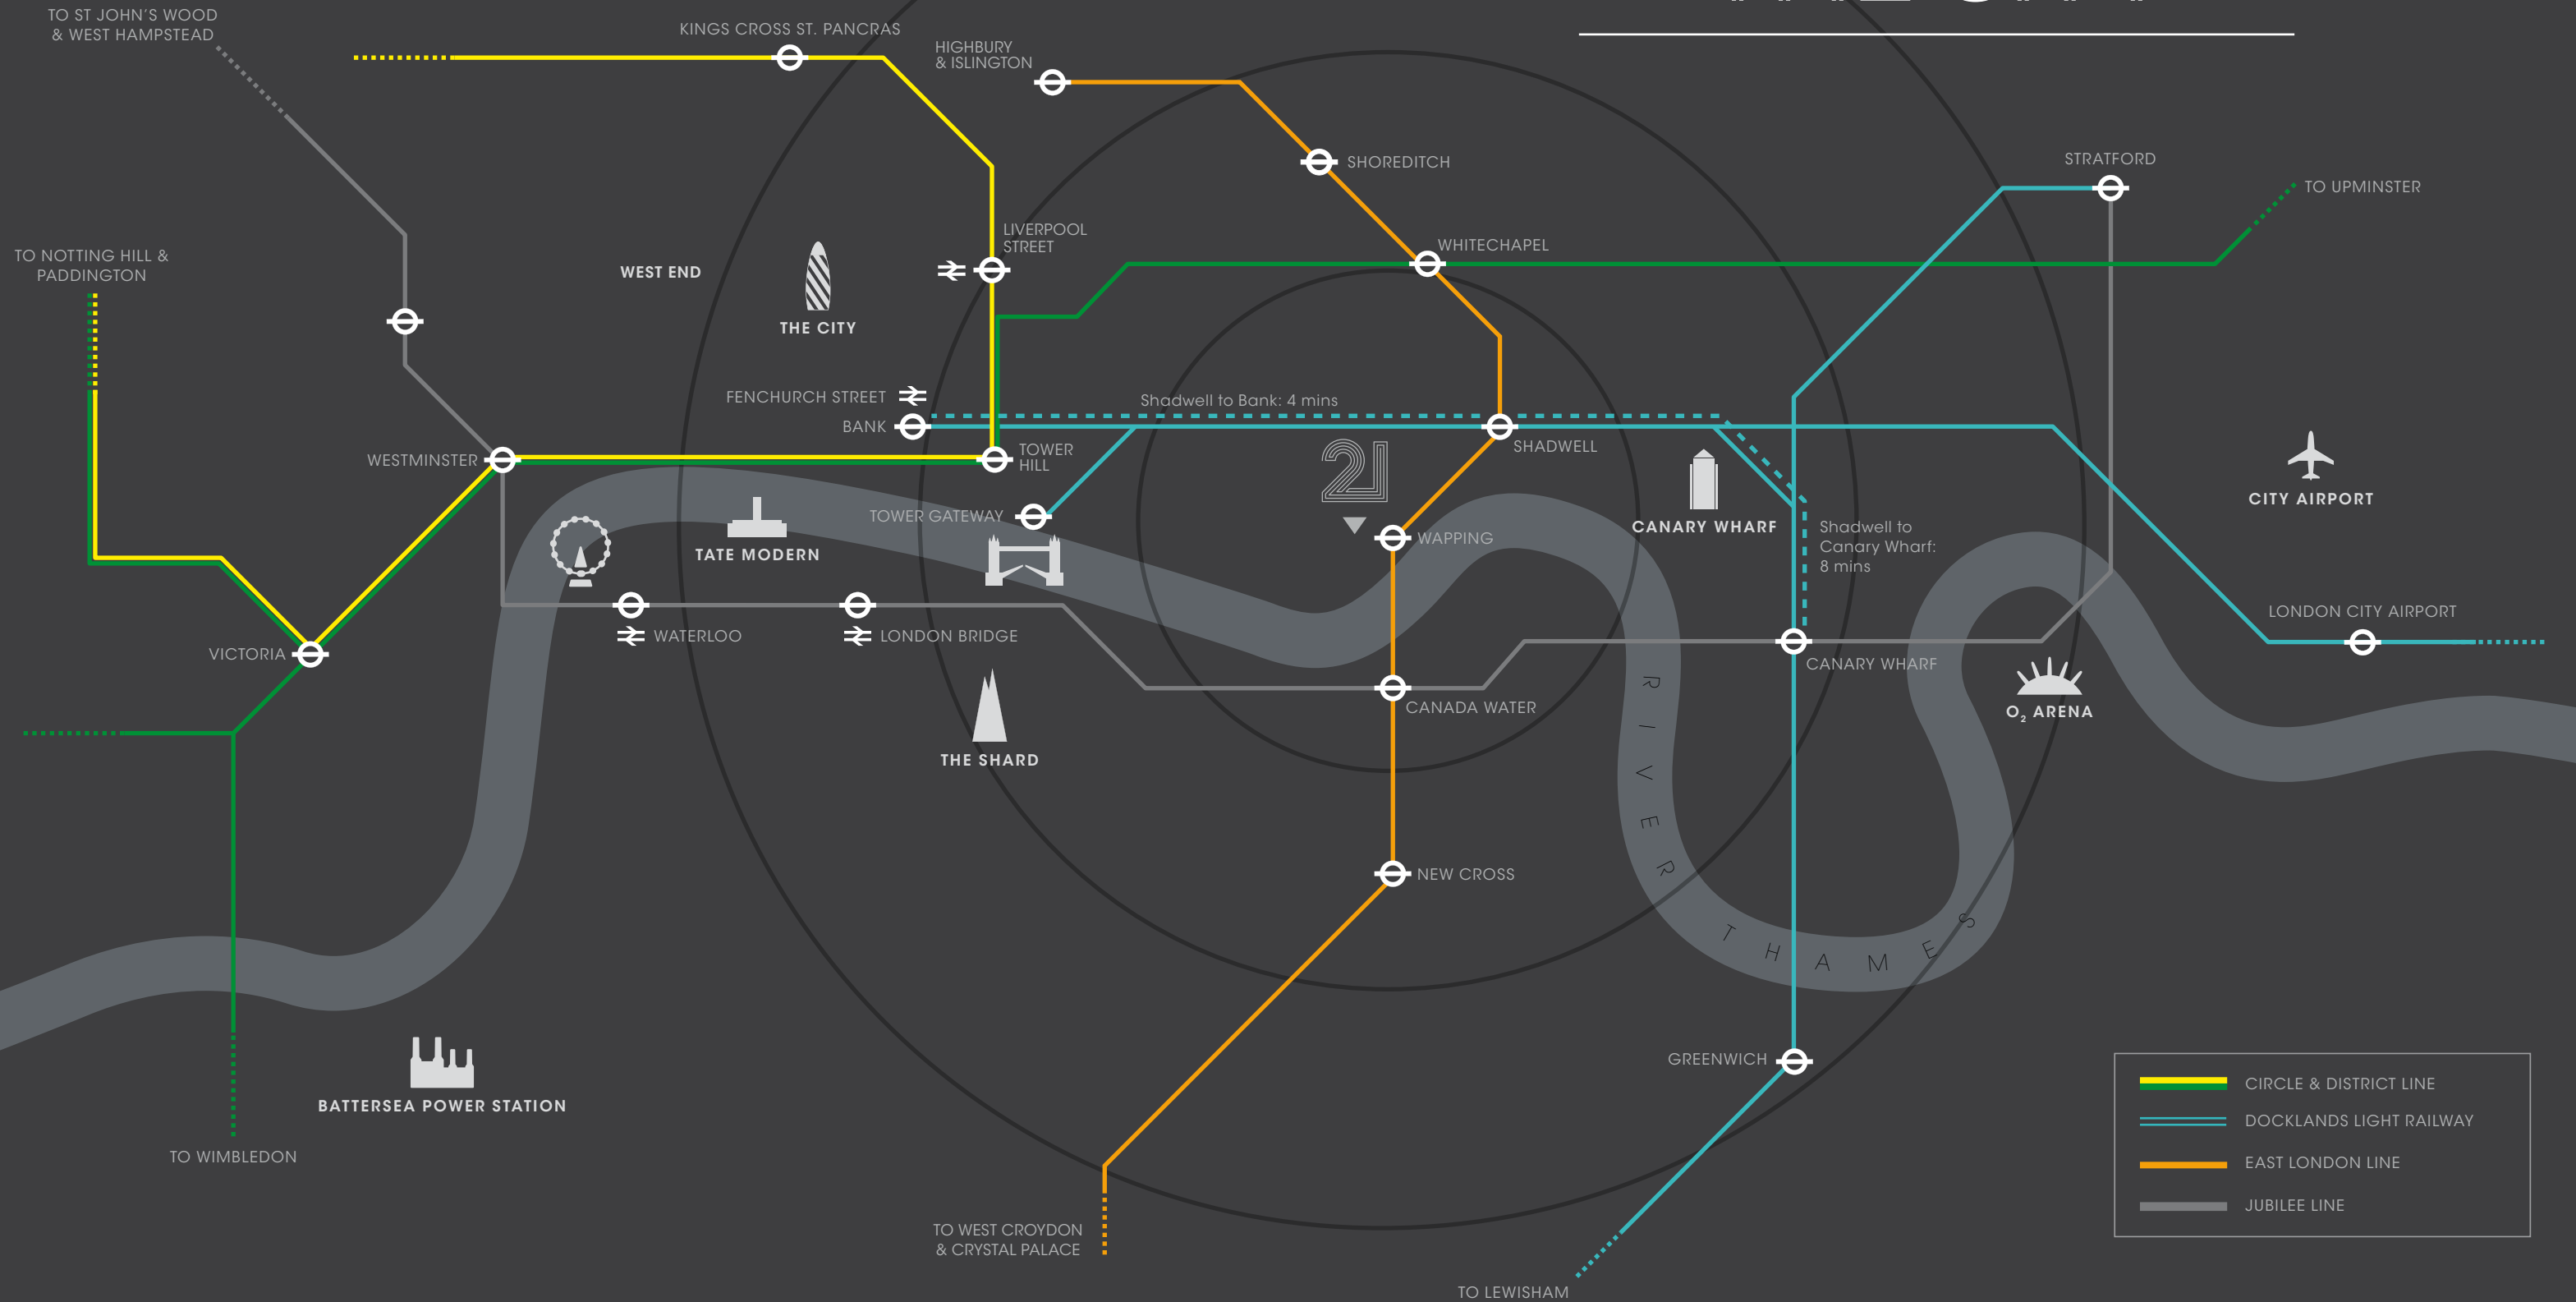 TO ST JOHN'S WOOD
& WEST HAMPSTEAD
KINGS CROSS ST. PANCRAS
HIGHBURY
& ISLINGTON
SHOREDITCH
STRATFORD
TO UPMINSTER
TO NOTTING HILL &
PADDINGTON
WEST END
THE CITY
LIVERPOOL
STREET
WHITECHAPEL
FENCHURCH STREET
BANK
Shadwell to Bank: 4 mins
SHADWELL
WESTMINSTER
TOWER
HILL
21
CANARY WHARF
CITY AIRPORT
TOWER GATEWAY
TATE MODERN
WAPPING
Shadwell to
Canary Wharf:
8 mins
VICTORIA
WATERLOO
LONDON BRIDGE
LONDON CITY AIRPORT
CANARY WHARF
CANADA WATER
O2 ARENA
THE SHARD
RIVER THAMES
NEW CROSS
GREENWICH
BATTERSEA POWER STATION
TO WIMBLEDON
TO WEST CROYDON
& CRYSTAL PALACE
TO LEWISHAM
CIRCLE & DISTRICT LINE
DOCKLANDS LIGHT RAILWAY
EAST LONDON LINE
JUBILEE LINE